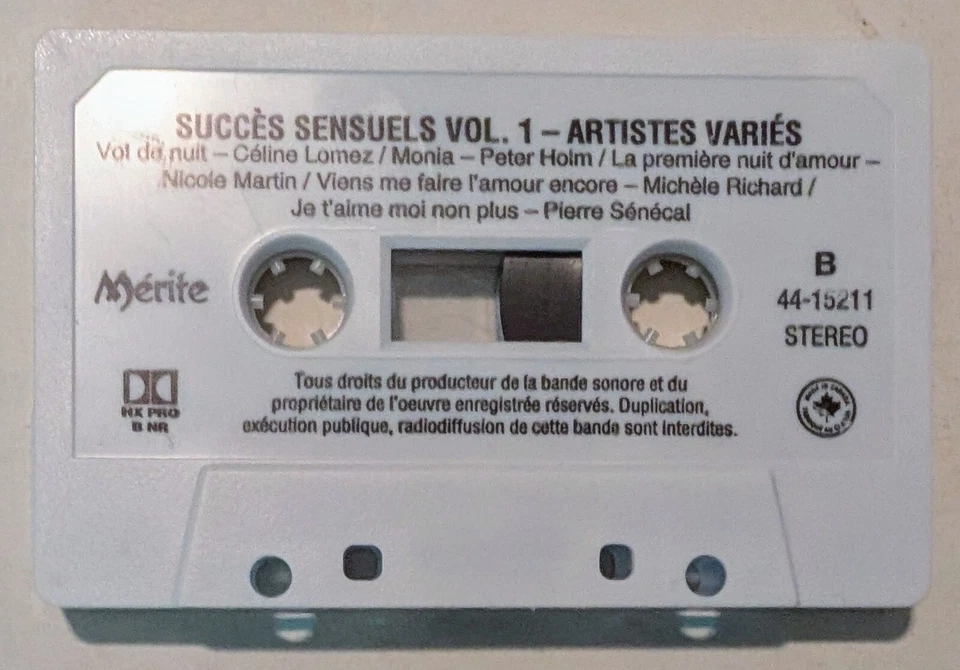 SUCCÈS SENSUELS VOL. 1 – ARTISTES VARIÉS
Vol de nuit – Céline Lomez / Monia – Peter Holm / La première nuit d'amour –
Nicole Martin / Viens me faire l'amour encore – Michèle Richard /
Je t'aime moi non plus – Pierre Sénécal
Mérite
B
44-15211
STEREO
HX PRO
B NR
Tous droits du producteur de la bande sonore et du
propriétaire de l'oeuvre enregistrée réservés. Duplication,
exécution publique, radiodiffusion de cette bande sont interdites.
MADE IN CANADA